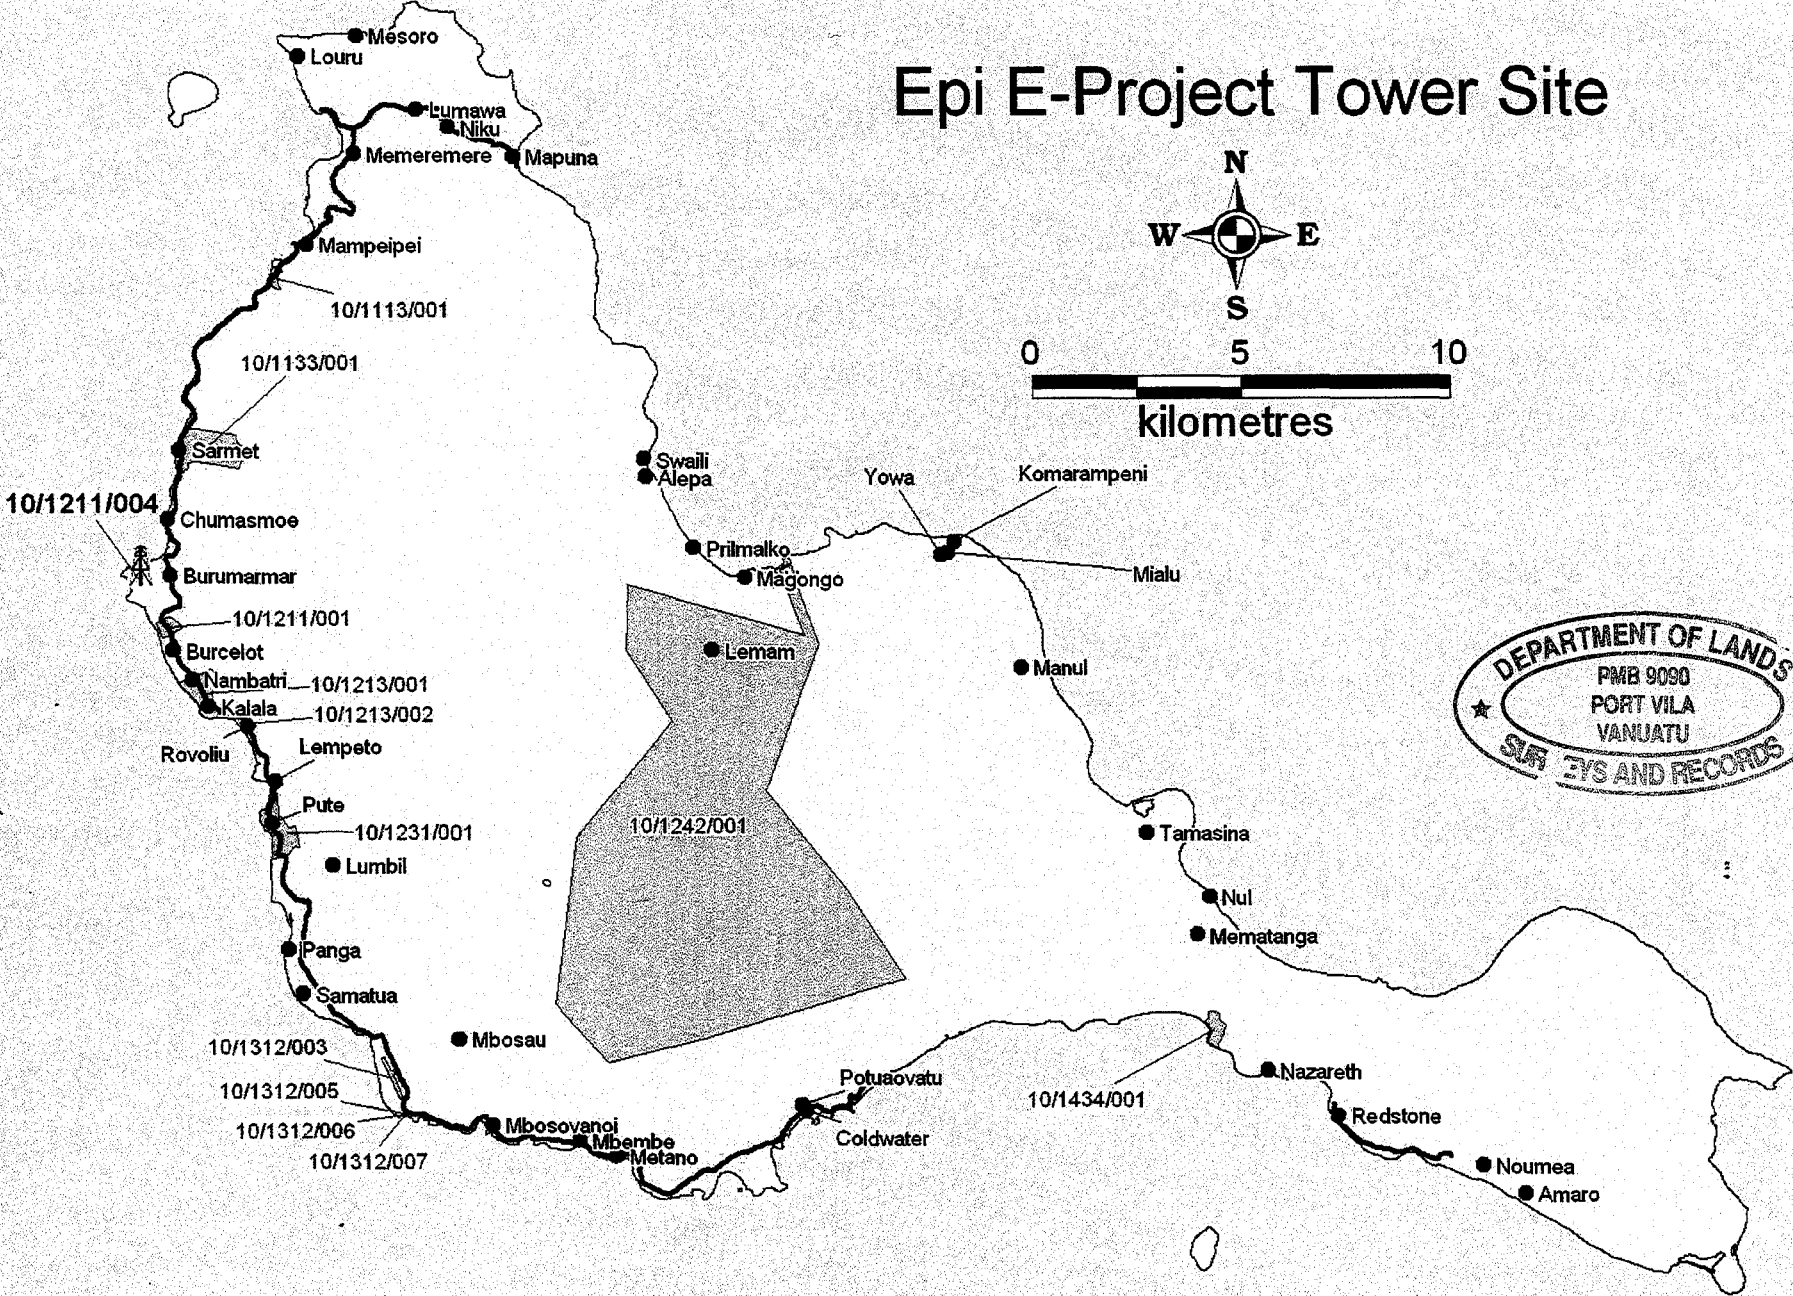 Epi E-Project Tower Site
Mesoro
Louru
Lumawa
Niku
Memeremere
Mapuna
N
W
E
S
Mampeipei
10/1113/001
0 5 10
kilometres
10/1133/001
Sarmet
Swaili
Alepa
Yowa
Komarampeni
10/1211/004
Chumasmoe
Prilmalko
Magongo
Mialu
Burumarmar
10/1211/001
Burcelot
Lemam
Manul
Nambatri
10/1213/001
Kalala
10/1213/002
Rovoliu
Lempeto
DEPARTMENT OF LANDS
PMB 9090
PORT VILA
VANUATU
AND RECORDS
Pute
10/1231/001
10/1242/001
Tamasina
Lumbil
Nul
Mematanga
Panga
Samatua
Mbosau
10/1312/003
10/1312/005
10/1312/006
10/1312/007
Mbosovanoi
Mbembe
Metano
Potuaovatu
Coldwater
10/1434/001
Nazareth
Redstone
Noumea
Amaro